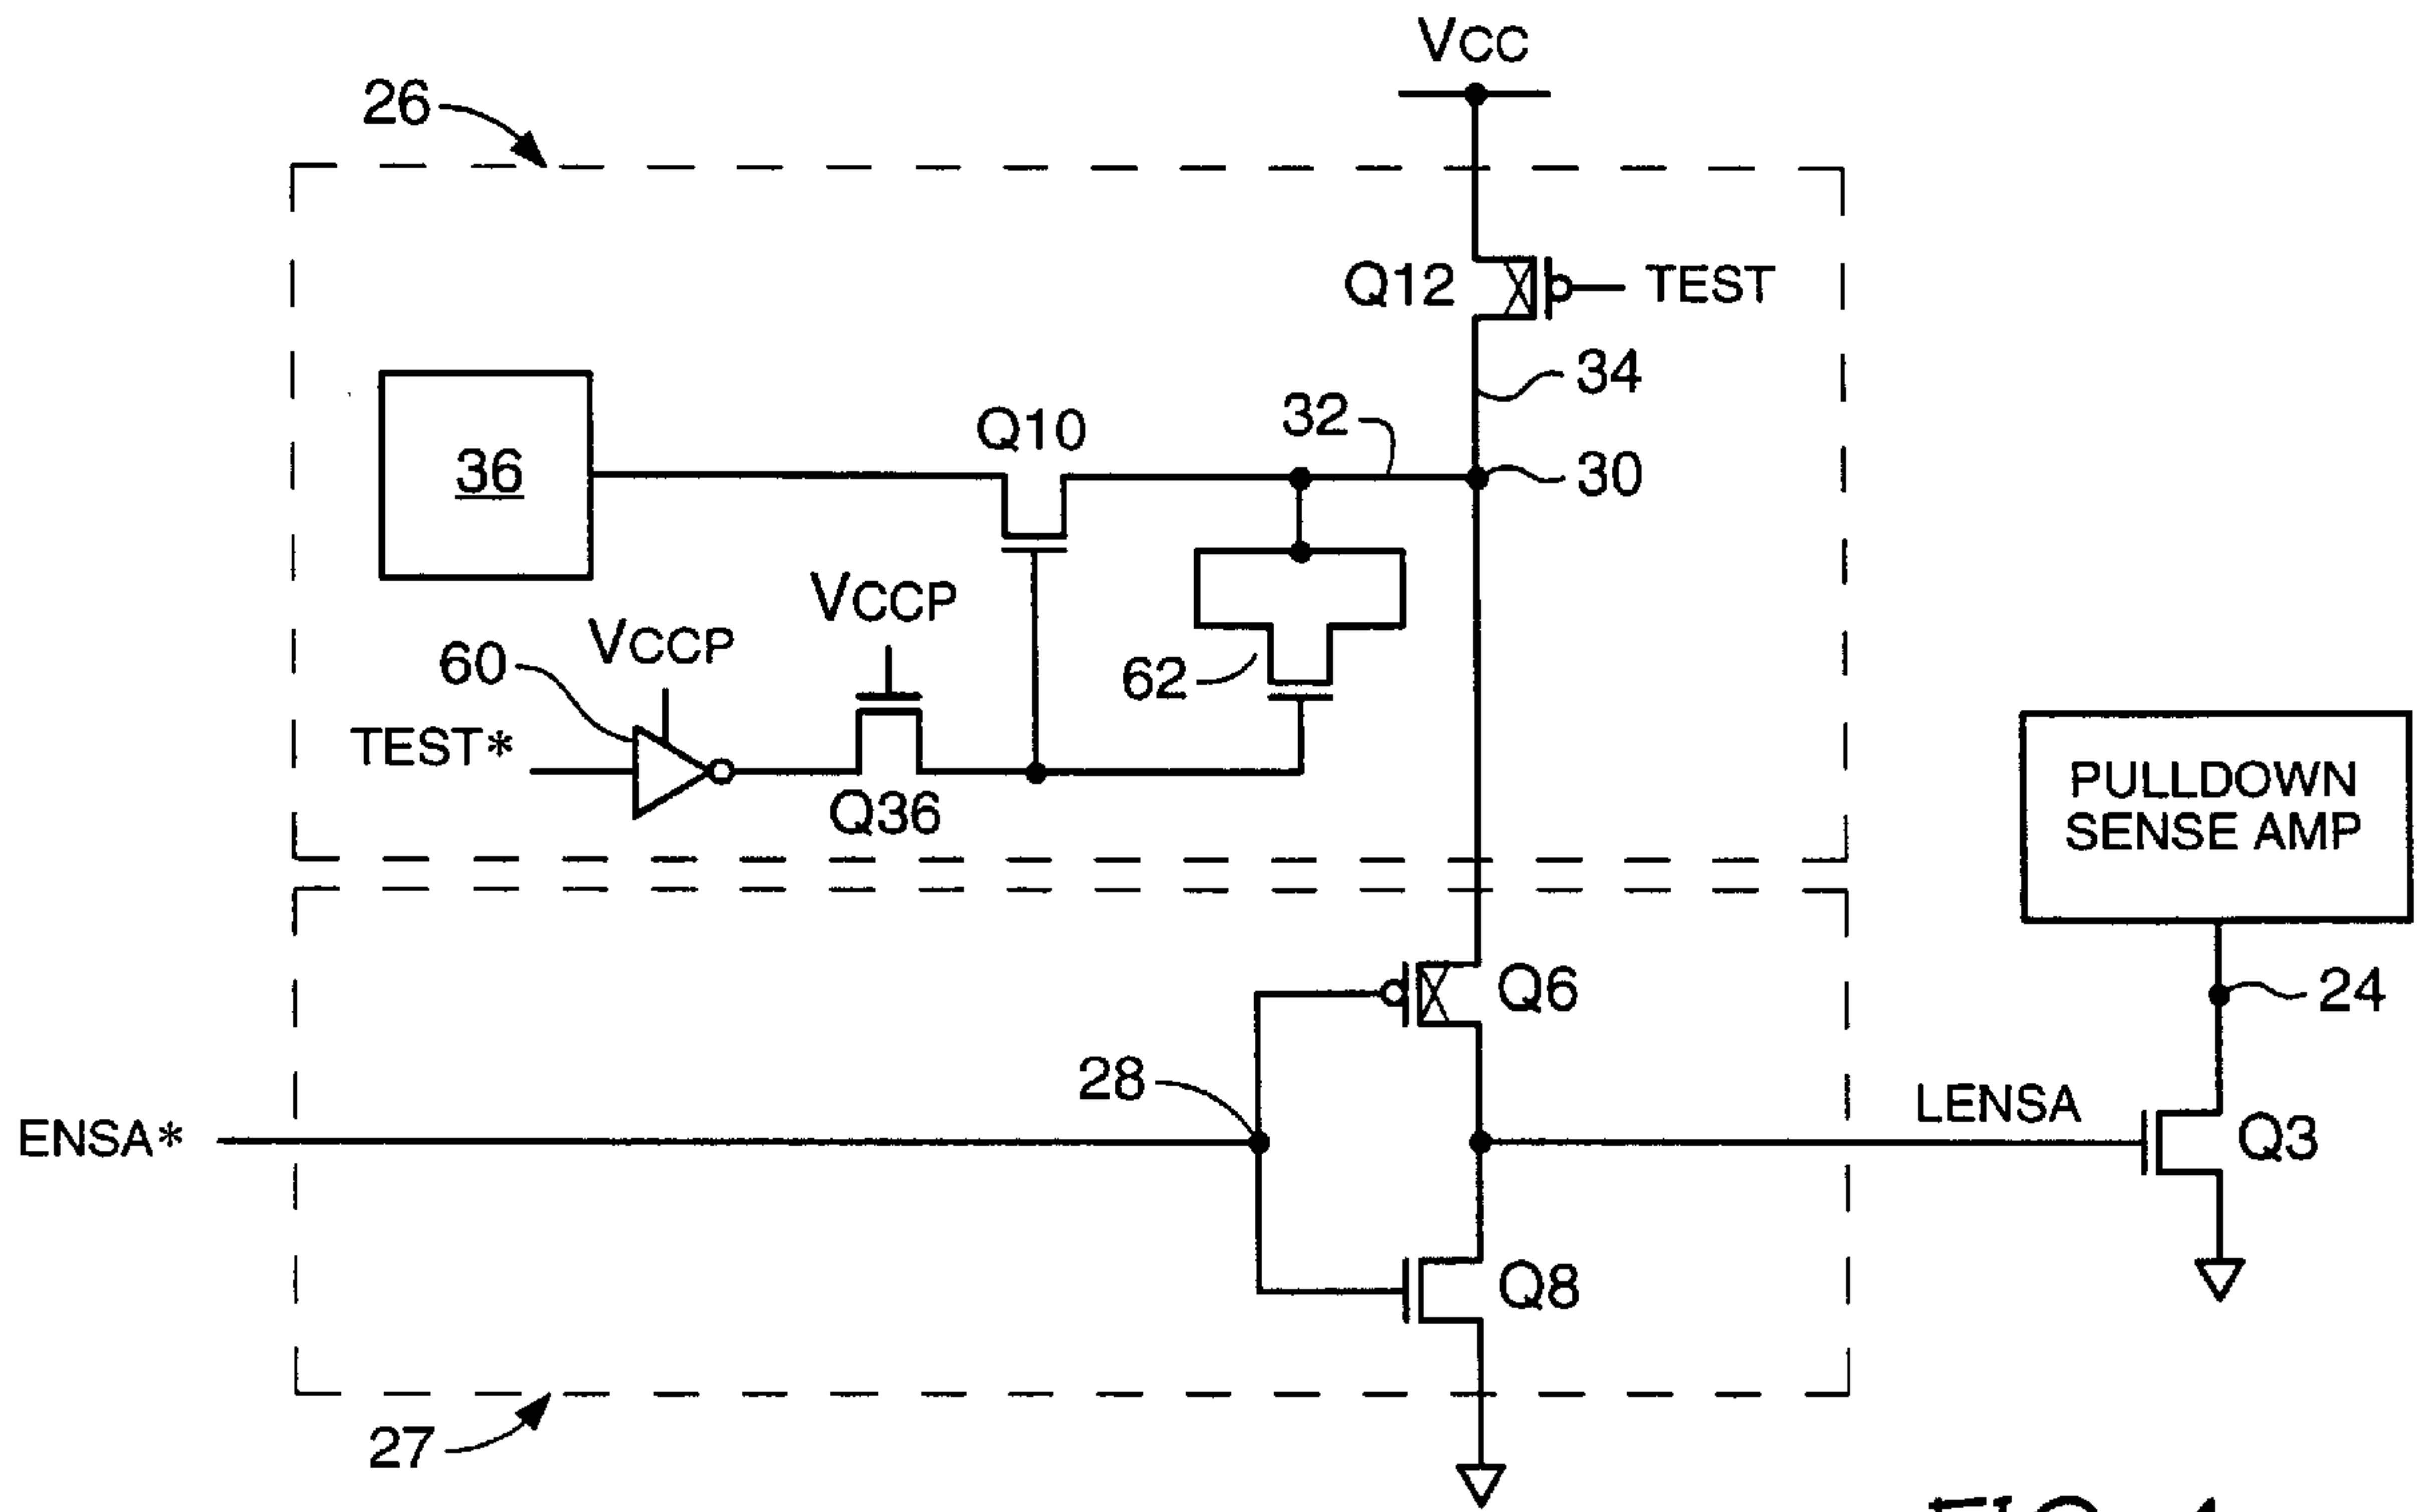 VCC
26
Q12
TEST
34
32
30
Q10
36
VCCP
VCCP
60
62
TEST*
Q36
PULLDOWN
SENSE AMP
Q6
24
28
LENSA
ENSA*
Q3
Q8
27